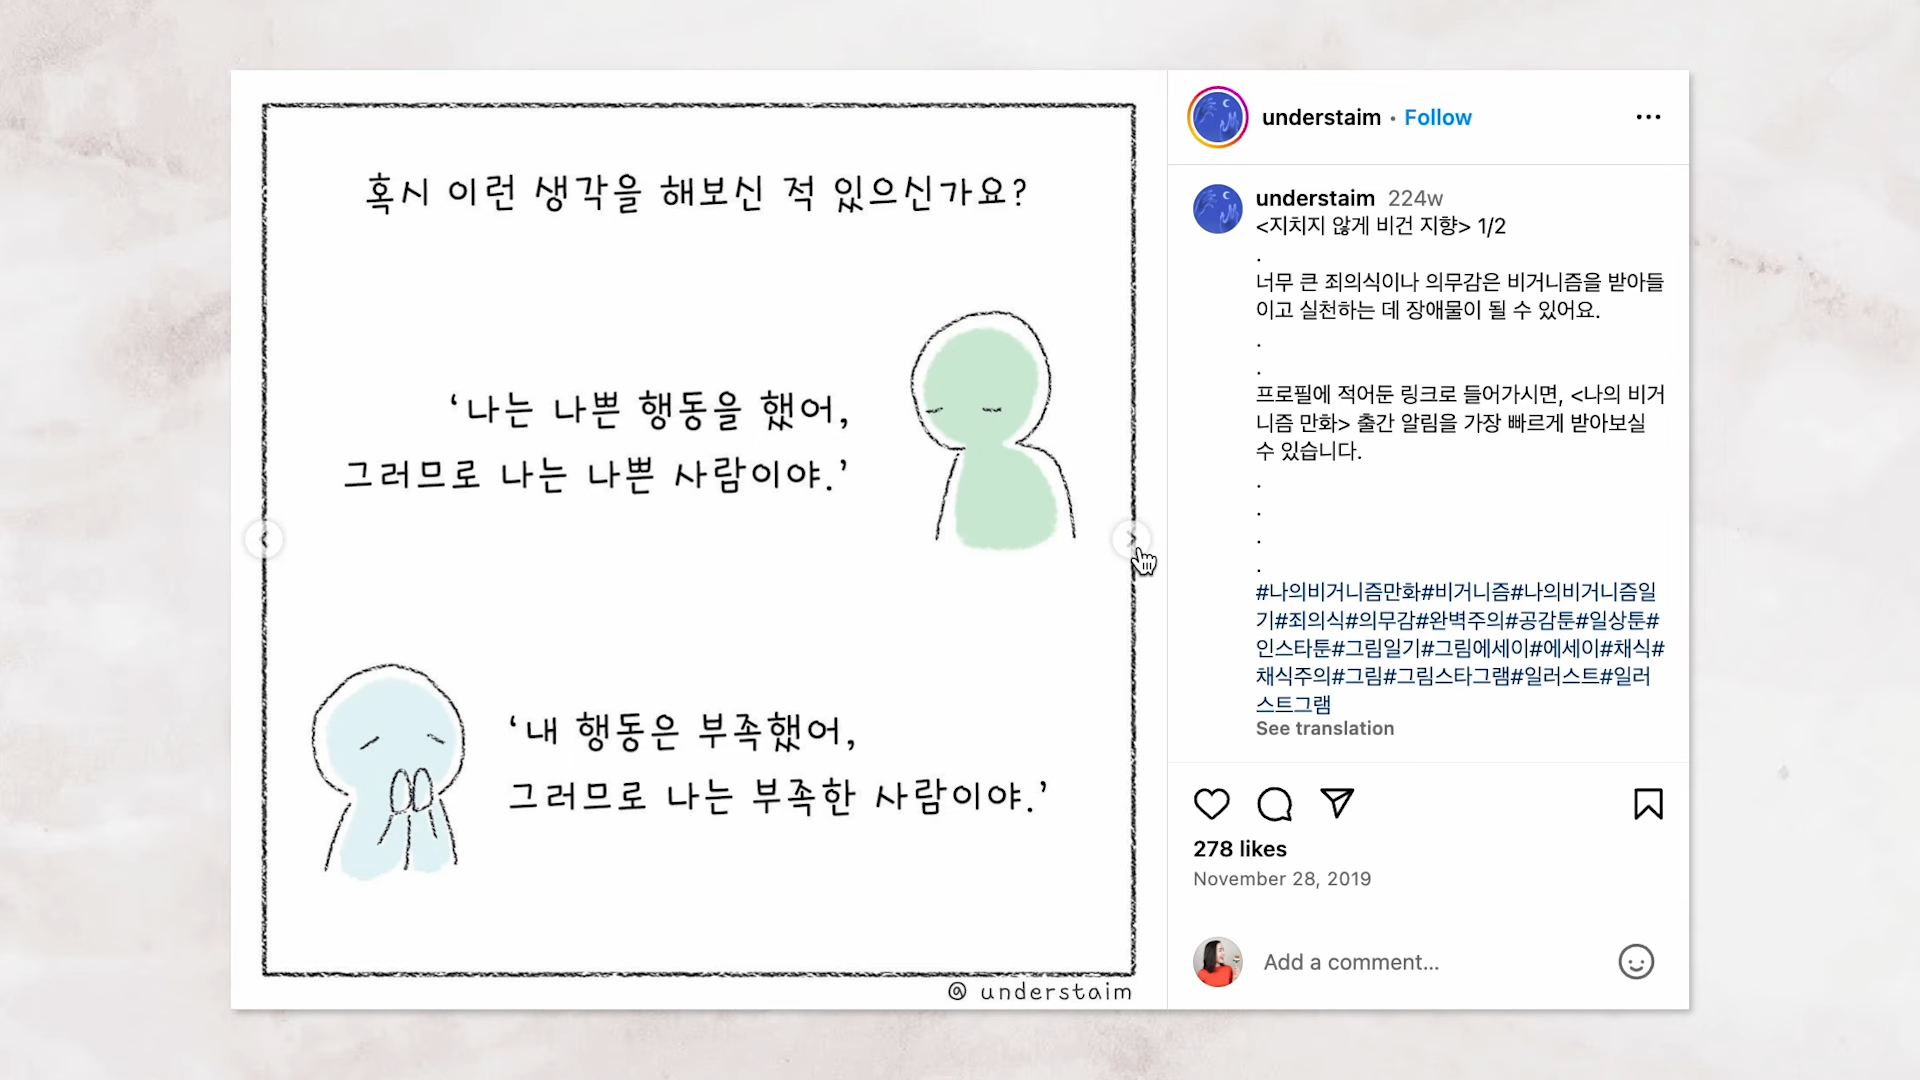 혹시 이런 생각을 해보신 적 있으신가요?
‘나는 나쁜 행동을 했어,
그러므로 나는 나쁜 사람이야.’
‘내 행동은 부족했어,
그러므로 나는 부족한 사람이야.’
@ understaim
understaim • Follow
understaim 224w
<지치지 않게 비건 지향> 1/2
.
너무 큰 죄의식이나 의무감은 비거니즘을 받아들
이고 실천하는 데 장애물이 될 수 있어요.
.
.
프로필에 적어둔 링크로 들어가시면, <나의 비거
니즘 만화> 출간 알림을 가장 빠르게 받아보실
수 있습니다.
.
.
.
.
#나의비거니즘만화#비거니즘#나의비거니즘일
기#죄의식#의무감#완벽주의#공감툰#일상툰#
인스타툰#그림일기#그림에세이#에세이#채식#
채식주의#그림#그림스타그램#일러스트#일러
스트그램
See translation
278 likes
November 28, 2019
Add a comment...